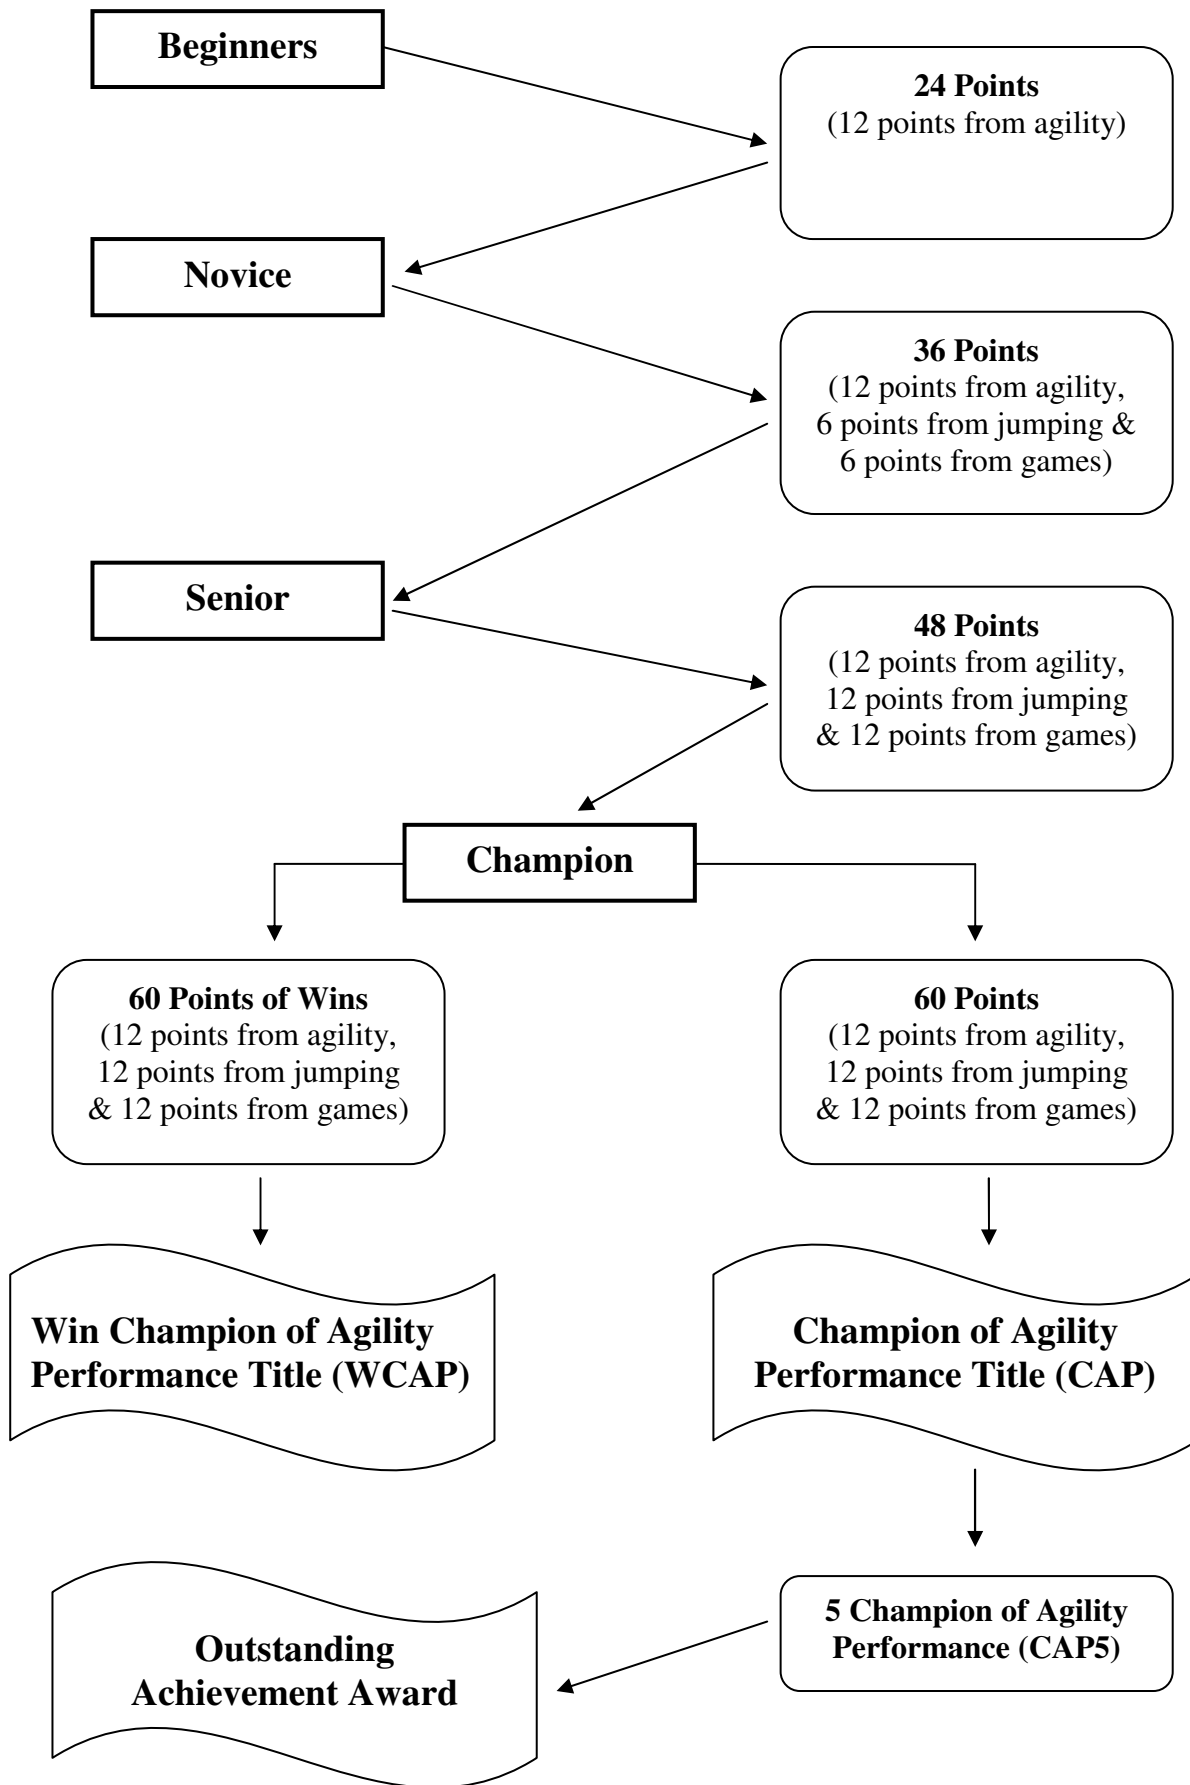 Beginners
24 Points
(12 points from agility)
Novice
36 Points
(12 points from agility,
6 points from jumping &
6 points from games)
Senior
48 Points
(12 points from agility,
12 points from jumping
& 12 points from games)
Champion
60 Points of Wins
(12 points from agility,
12 points from jumping
& 12 points from games)
60 Points
(12 points from agility,
12 points from jumping
& 12 points from games)
Win Champion of Agility
Performance Title (WCAP)
Champion of Agility
Performance Title (CAP)
5 Champion of Agility
Performance (CAP5)
Outstanding
Achievement Award